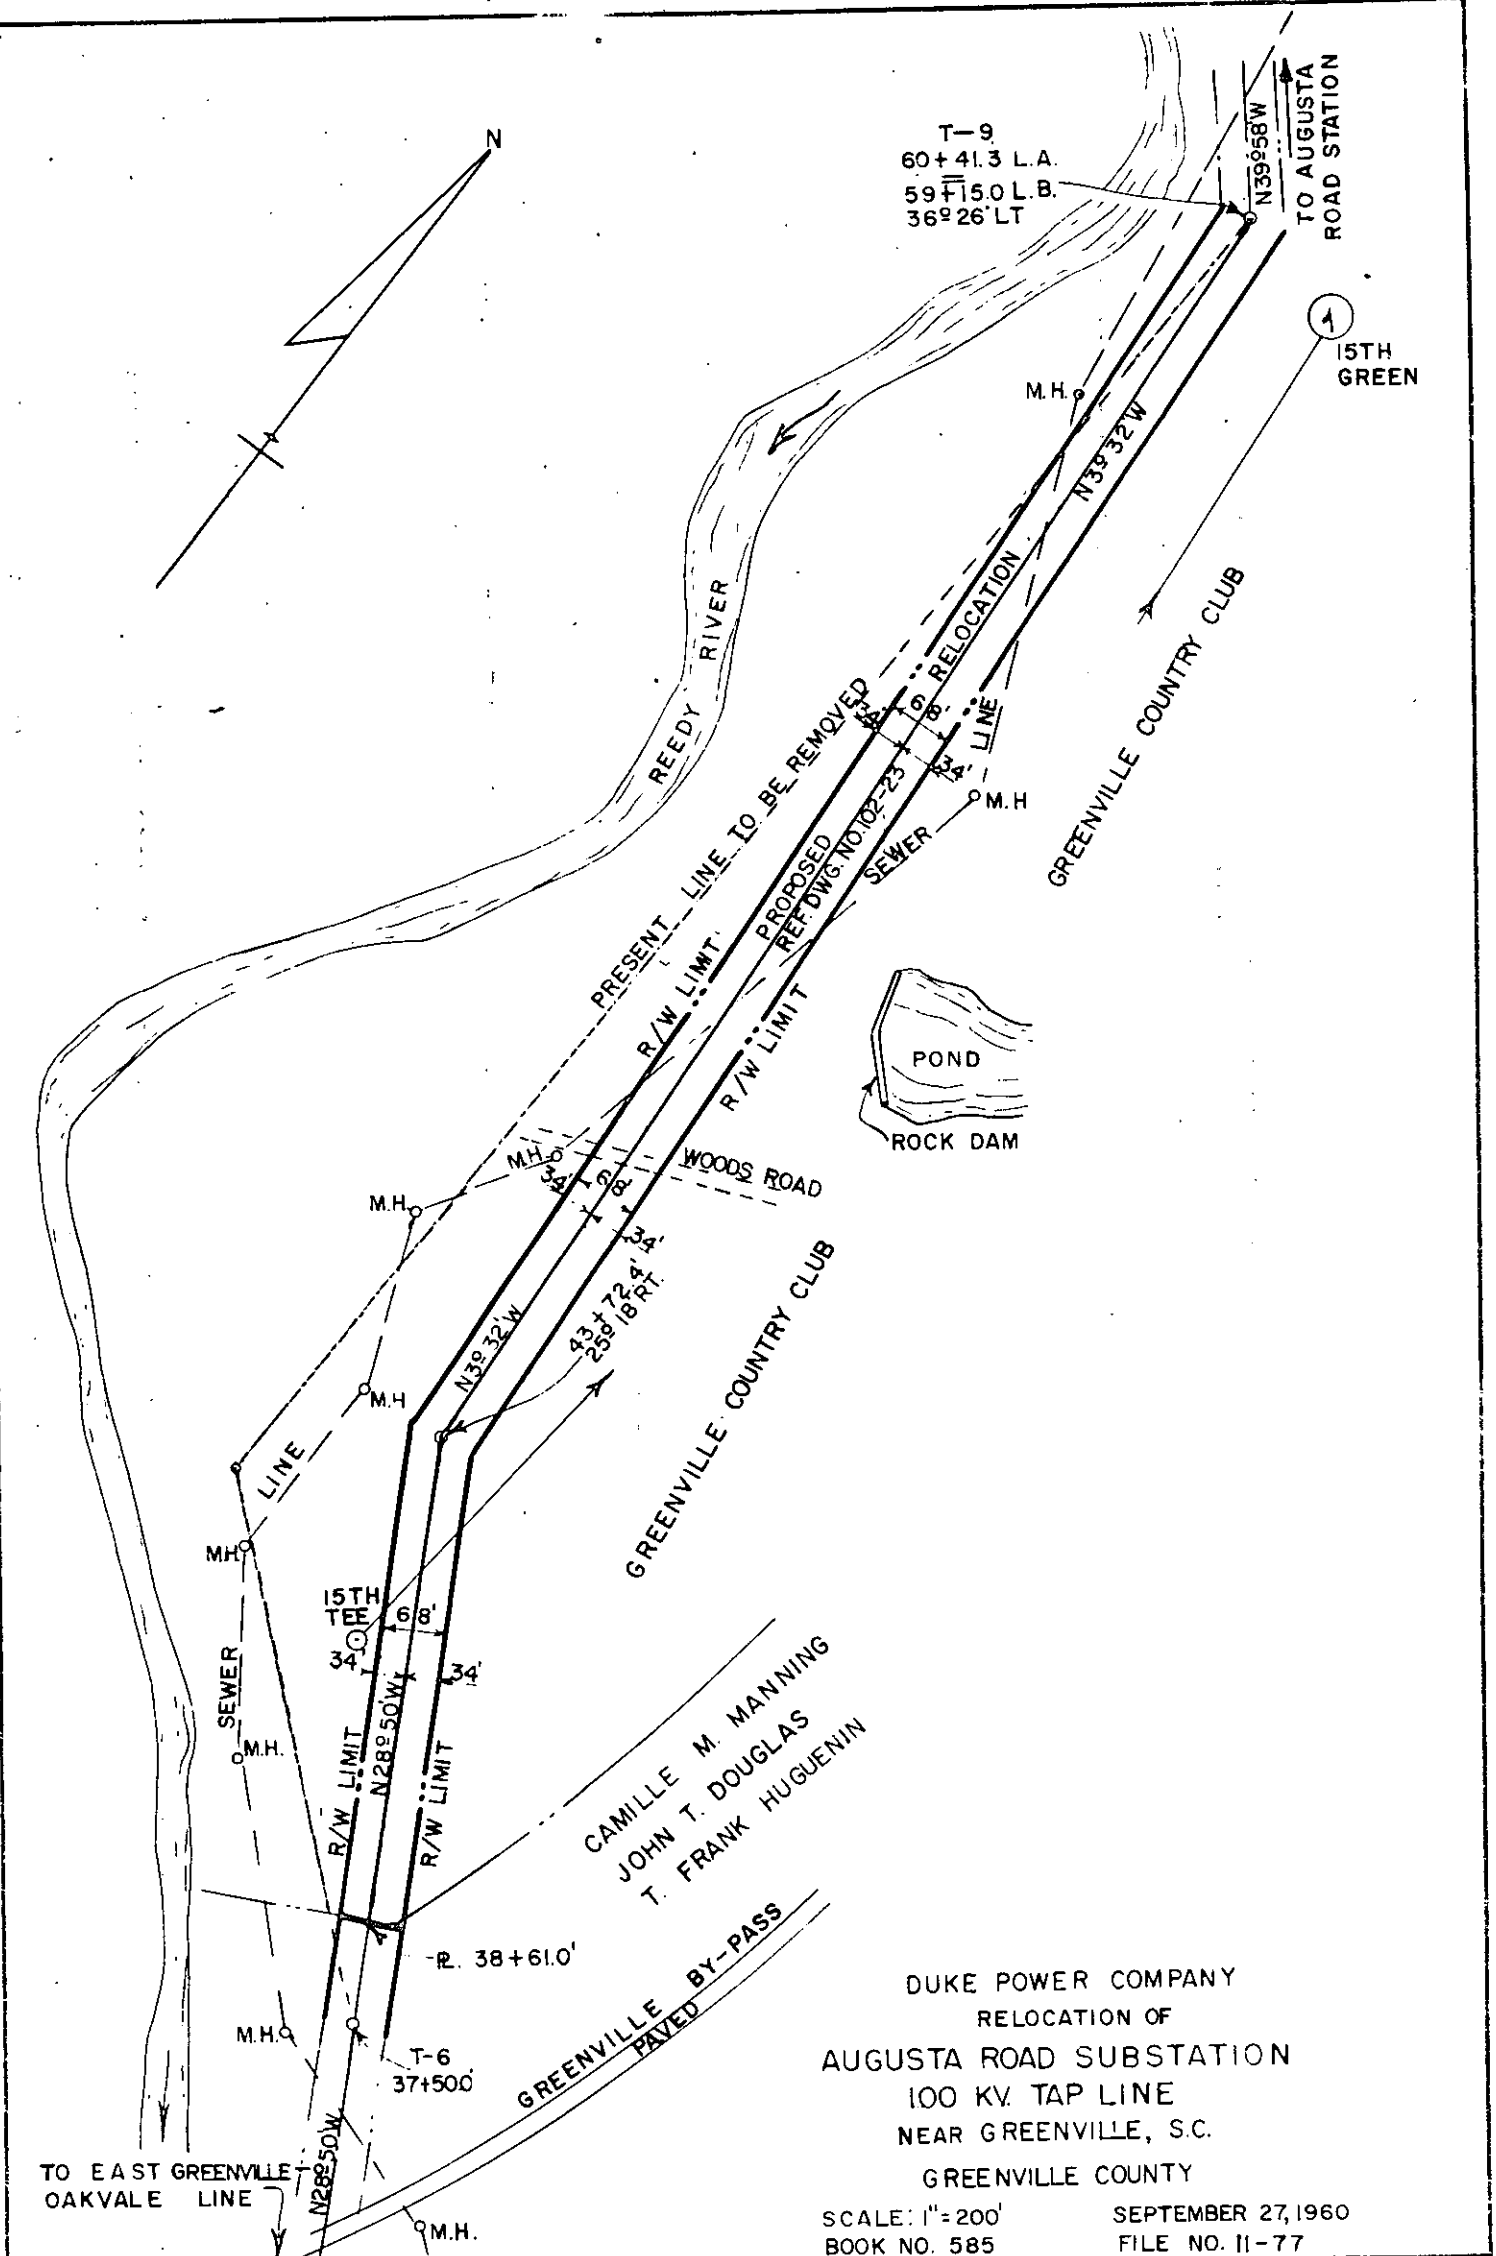 N
T-9
60+41.3 L.A.
=
59+15.0 L.B.
36º26' LT
N39º58'W
TO AUGUSTA
ROAD STATION
1
15TH
GREEN
M.H.
N3º32'W
REEDY RIVER
GREENVILLE COUNTRY CLUB
PRESENT LINE TO BE REMOVED
PROPOSED RELOCATION
REF. DWG. NO. 102-23
34'
68'
34'
SEWER LINE
M.H
R/W LIMIT
R/W LIMIT
POND
ROCK DAM
WOODS ROAD
M.H.
M.H.
34'
68'
34'
43+72.4'
25º18' RT.
N3º32'W
GREENVILLE COUNTRY CLUB
M.H
LINE
M.H.
15TH
TEE
68'
34'
34'
SEWER
M.H.
R/W LIMIT
N28º50'W
R/W LIMIT
CAMILLE M. MANNING
JOHN T. DOUGLAS
T. FRANK HUGUENIN
38+61.0'
GREENVILLE BY-PASS
PAVED
M.H.
T-6
37+50.0'
N28º50'W
TO EAST GREENVILLE-
OAKVALE LINE
M.H.
DUKE POWER COMPANY
RELOCATION OF
AUGUSTA ROAD SUBSTATION
100 KV. TAP LINE
NEAR GREENVILLE, S.C.
GREENVILLE COUNTY
SCALE: 1"=200'
SEPTEMBER 27, 1960
BOOK NO. 585
FILE NO. 11-77